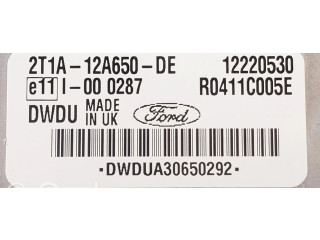 2T1A-12A650-DE 12220530
e11 I-00 0287 R0411C005E
DWDU MADE IN UK Ford
-DWDUA30650292-